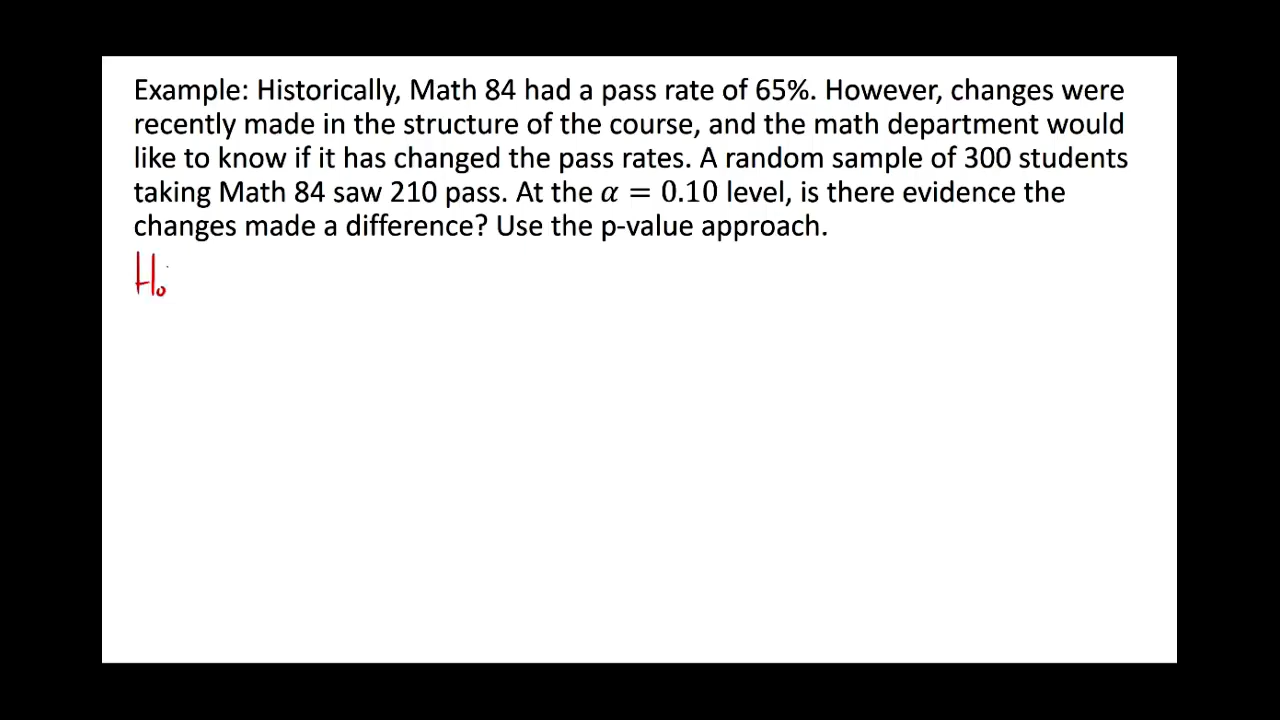 Example: Historically, Math 84 had a pass rate of 65%. However, changes were
recently made in the structure of the course, and the math department would
like to know if it has changed the pass rates. A random sample of 300 students
taking Math 84 saw 210 pass. At the α = 0.10 level, is there evidence the
changes made a difference? Use the p-value approach.
H₀